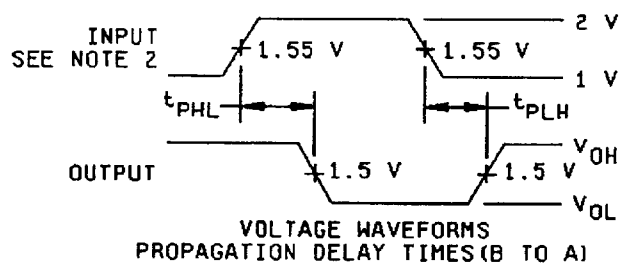 INPUT
SEE NOTE 2
2 V
1.55 V
1.55 V
1 V
tPHL
tPLH
VOH
OUTPUT
1.5 V
1.5 V
VOL
VOLTAGE WAVEFORMS
PROPAGATION DELAY TIMES(B TO A)